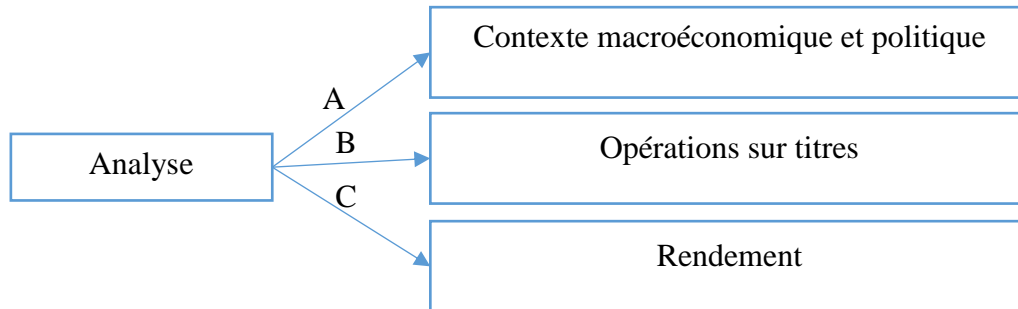 Contexte macroéconomique et politique
A
B
Analyse
Opérations sur titres
C
Rendement